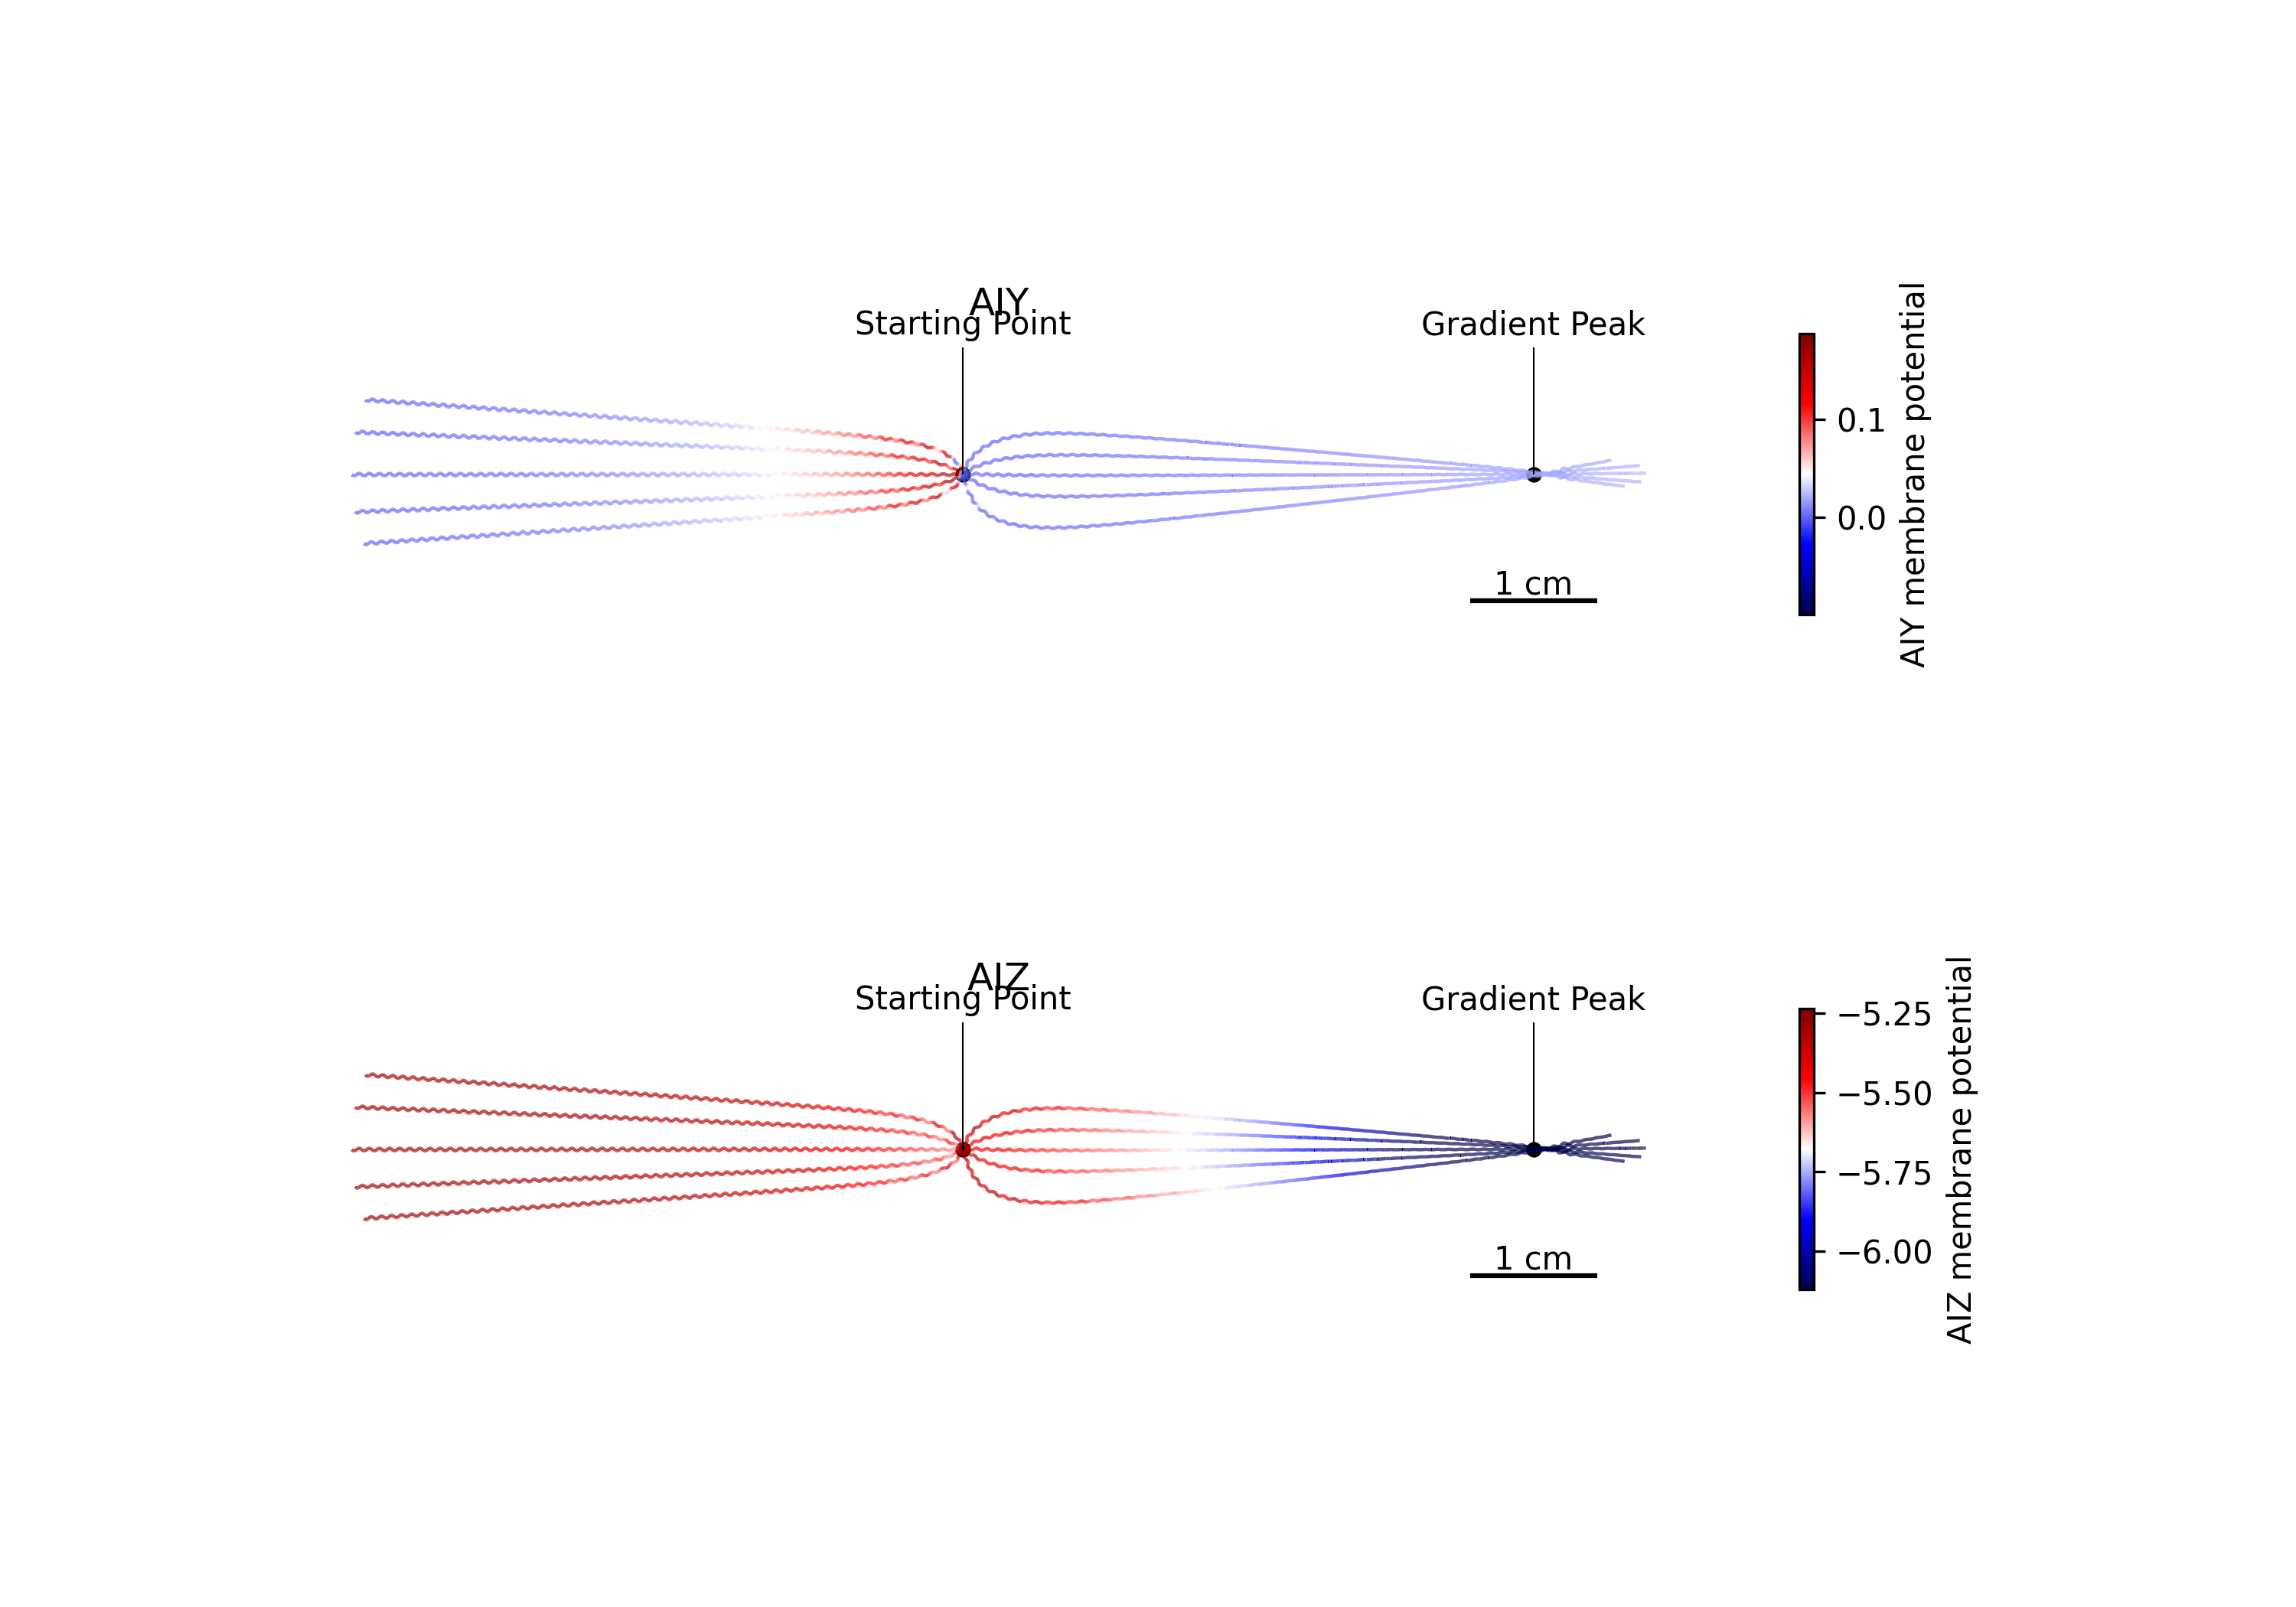 AIY
Starting Point
Gradient Peak
0.1
0.0
AIY membrane potential
1 cm
AIZ
Starting Point
Gradient Peak
−5.25
−5.50
−5.75
−6.00
AIZ membrane potential
1 cm